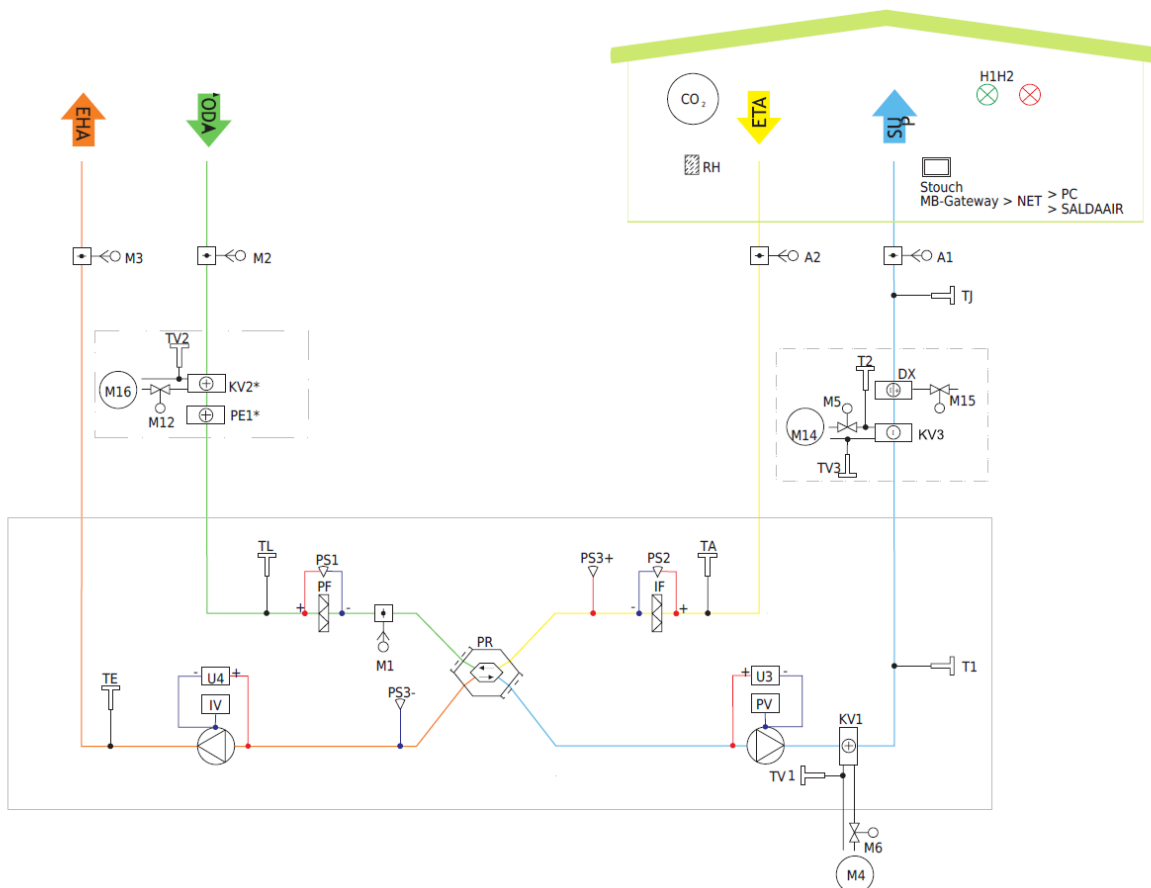 H1H2
CO₂
EHA
ODA
ETA
sup
RH
Stouch
MB-Gateway > NET > PC
> SALDAAIR
M3
M2
A2
A1
TJ
TV2
T2
DX
M16
KV2*
M5
M15
M12
PE1*
M14
KV3
TV3
TL
PS1
PS3+
PS2
TA
PF
IF
+
-
-
+
M1
PR
T1
TE
-
+
U4
PS3-
+
-
U3
IV
PV
KV1
TV1
M6
M4